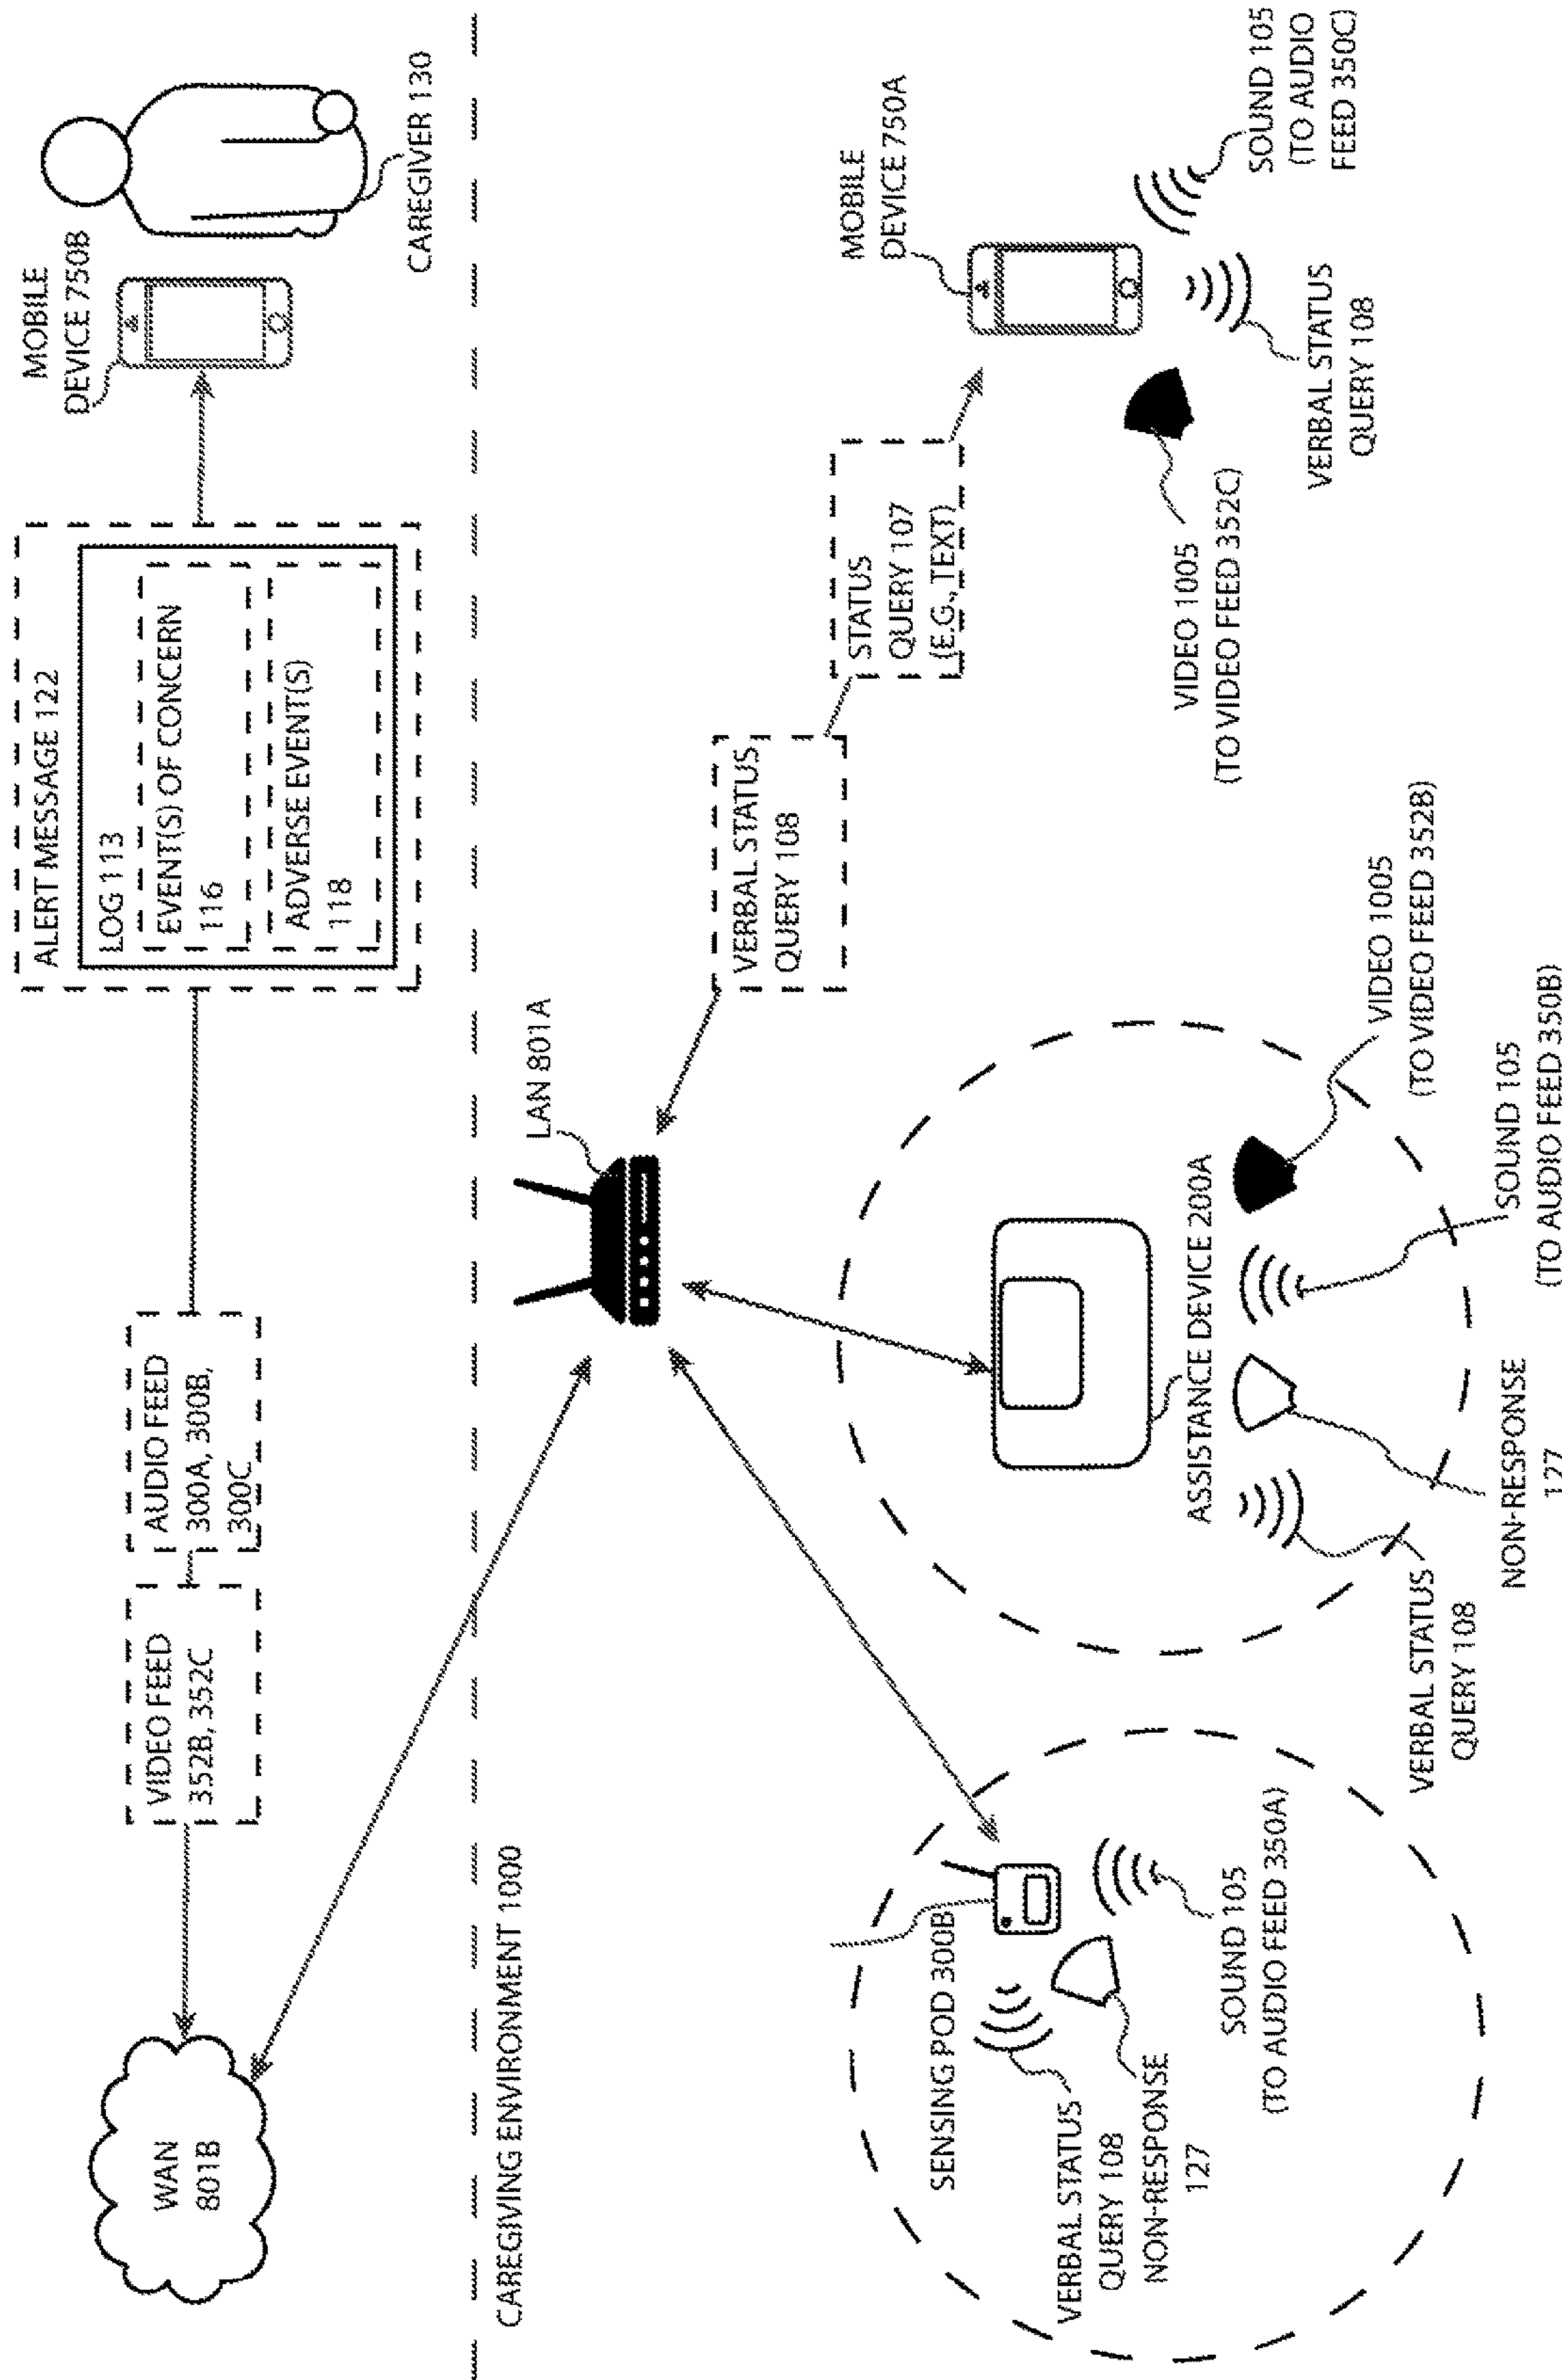 WAN
801B
VIDEO FEED
352B, 352C
AUDIO FEED
300A, 300B,
300C
ALERT MESSAGE 122
LOG 113
EVENT(S) OF CONCERN
116
ADVERSE EVENT(S)
118
MOBILE
DEVICE 750B
CAREGIVER 130
CAREGIVING ENVIRONMENT 1000
LAN 801A
VERBAL STATUS
QUERY 108
STATUS
QUERY 107
(E.G., TEXT)
MOBILE
DEVICE 750A
SENSING POD 300B
VERBAL STATUS
QUERY 108
NON-RESPONSE
127
SOUND 105
(TO AUDIO FEED 350A)
ASSISTANCE DEVICE 200A
VERBAL STATUS
QUERY 108
NON-RESPONSE
127
SOUND 105
(TO AUDIO FEED 350B)
VIDEO 1005
(TO VIDEO FEED 352B)
VIDEO 1005
(TO VIDEO FEED 352C)
VERBAL STATUS
QUERY 108
SOUND 105
(TO AUDIO
FEED 350C)